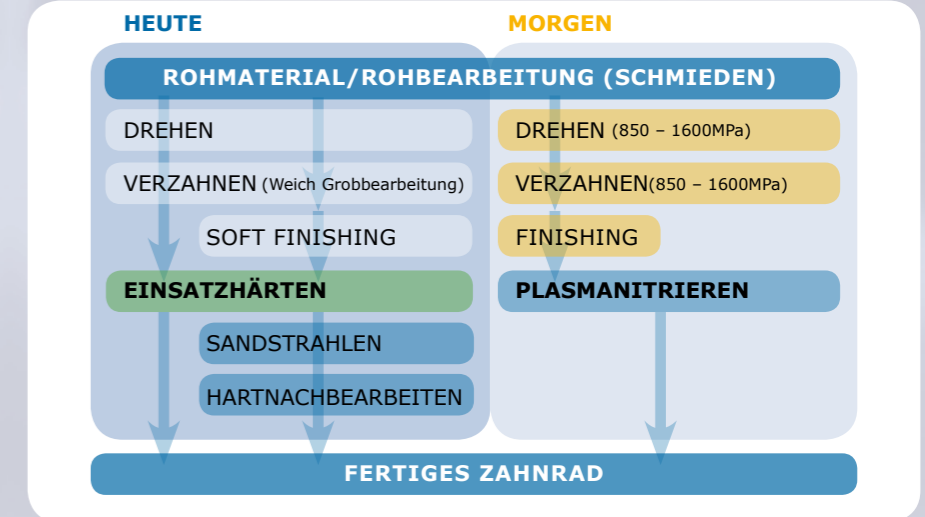 HEUTE
MORGEN
ROHMATERIAL/ROHBEARBEITUNG (SCHMIEDEN)
DREHEN
DREHEN (850 – 1600MPa)
VERZAHNEN (Weich Grobbearbeitung)
VERZAHNEN(850 – 1600MPa)
SOFT FINISHING
FINISHING
EINSATZHÄRTEN
PLASMANITRIEREN
SANDSTRAHLEN
HARTNACHBEARBEITEN
FERTIGES ZAHNRAD